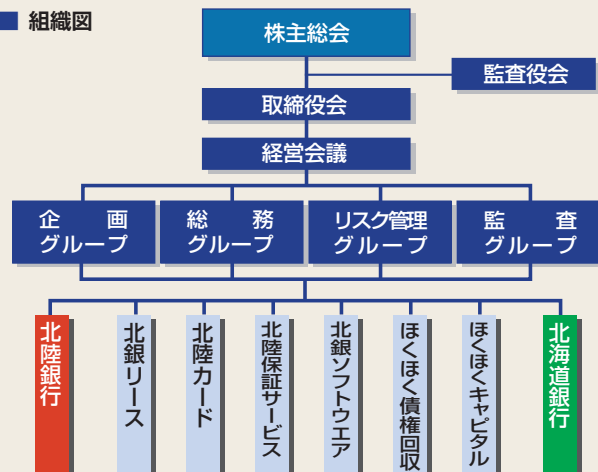 ■ 組織図
株主総会
監査役会
取締役会
経営会議
企画
グループ
総務
グループ
リスク管理
グループ
監査
グループ
北陸銀行
北銀リース
北陸カード
北陸保証サービス
北銀ソフトウエア
ほくほく債権回収
ほくほくキャピタル
北海道銀行